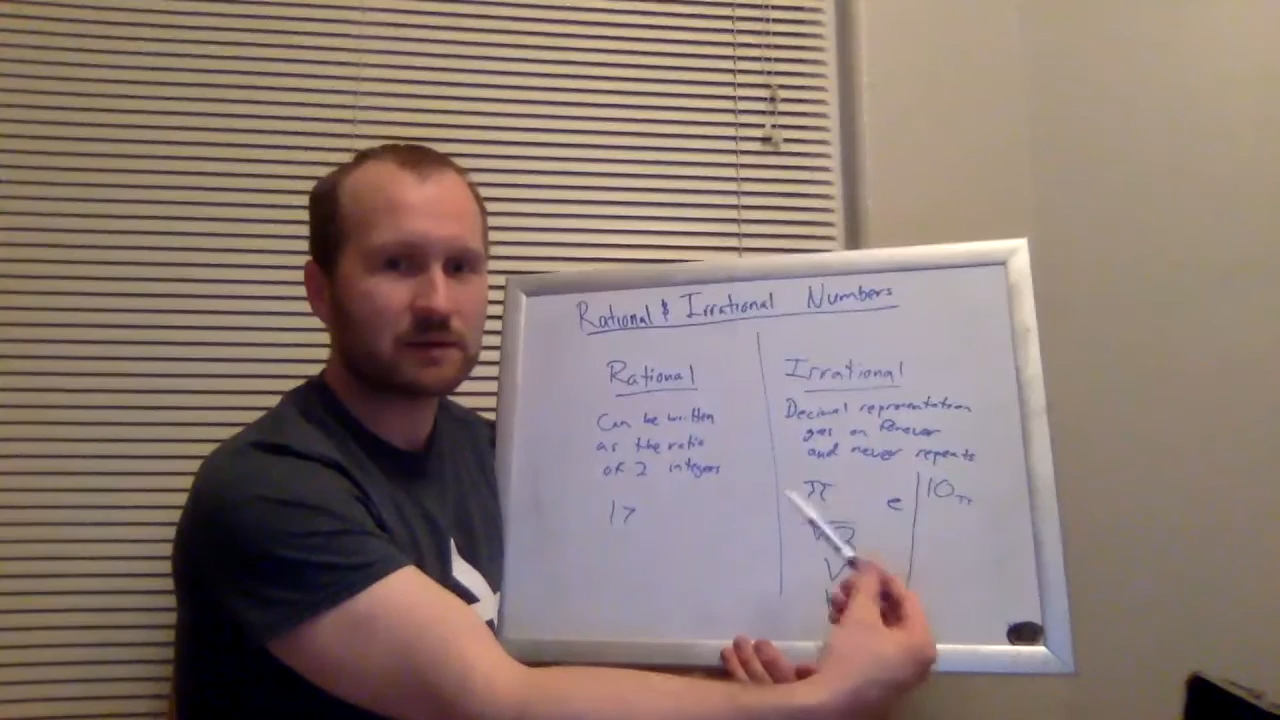 Rational & Irrational Numbers
Rational
Can be written
as the ratio
of 2 integers
17
Irrational
Decimal representation
goes on forever
and never repeats
π
e
10π